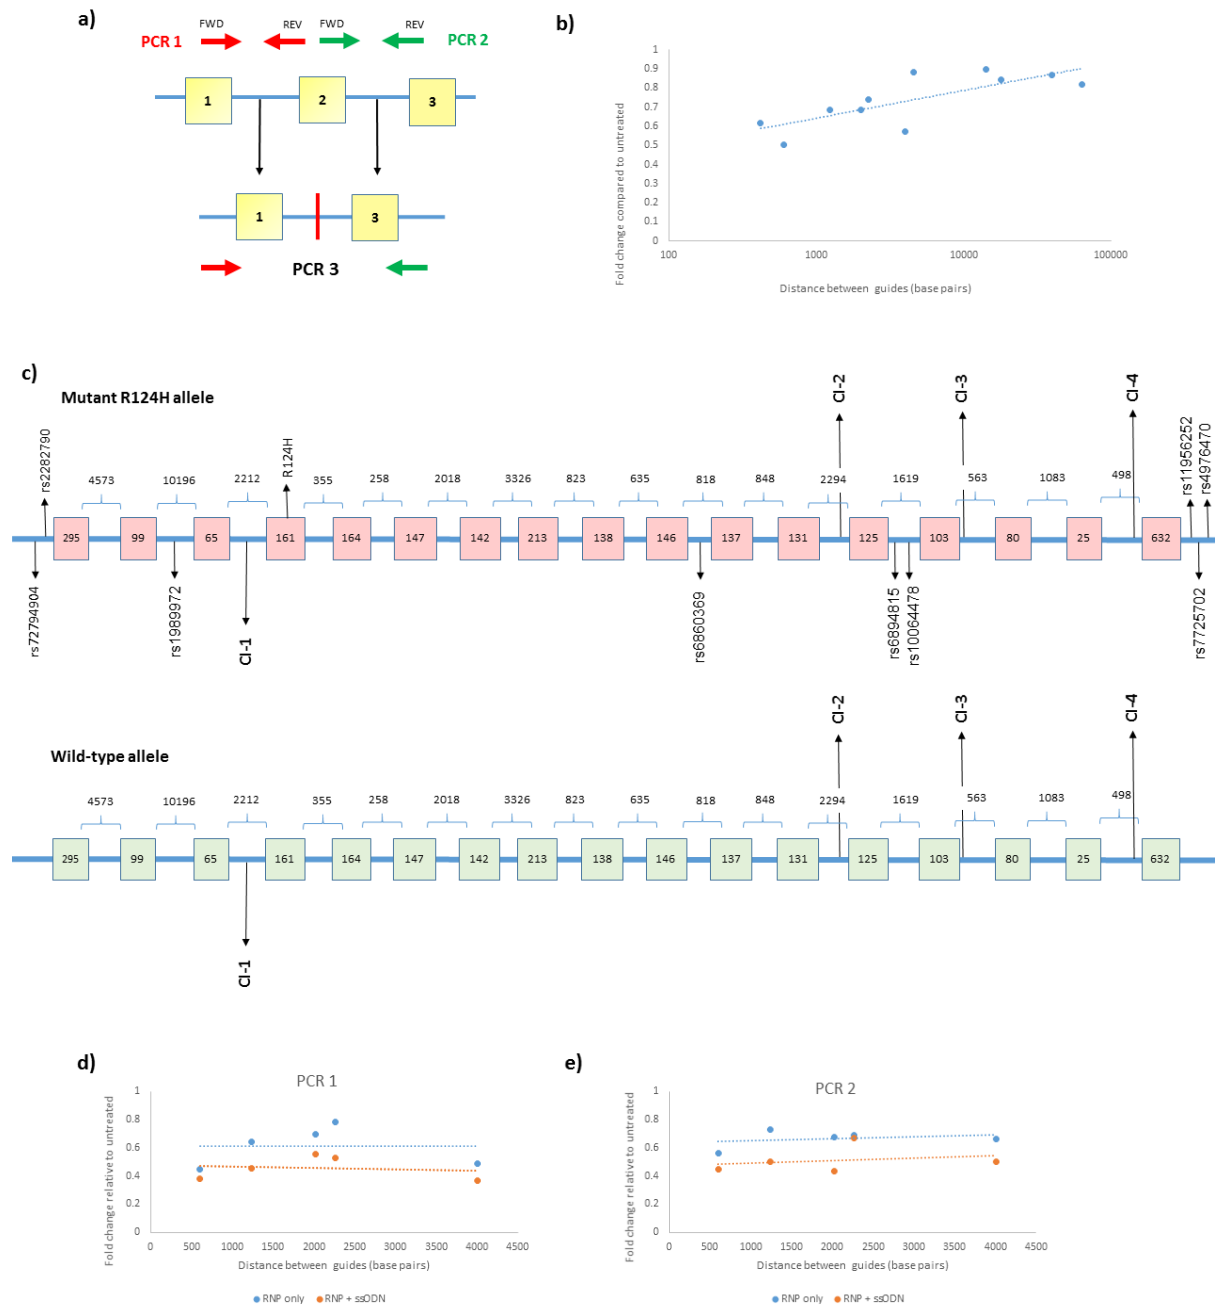 a)
FWD REV FWD REV
PCR 1 PCR 2
1 2 3
1 3
PCR 3
b)
Fold change compared to untreated
1
0.9
0.8
0.7
0.6
0.5
0.4
0.3
0.2
0.1
0
100 1000 10000 100000
Distance between guides (base pairs)
c)
Mutant R124H allele
CI-2 CI-3 CI-4
rs2282790 R124H rs11956252 rs4976470
4573 10196 2212 355 258 2018 3326 823 635 818 848 2294 1619 563 1083 498
295 99 65 161 164 147 142 213 138 146 137 131 125 103 80 25 632
rs72794904 rs1989972 CI-1 rs6860369 rs6894815 rs10064478 rs7725702
CI-2 CI-3 CI-4
Wild-type allele
4573 10196 2212 355 258 2018 3326 823 635 818 848 2294 1619 563 1083 498
295 99 65 161 164 147 142 213 138 146 137 131 125 103 80 25 632
CI-1
d)
PCR 1
Fold change relative to untreated
1
0.8
0.6
0.4
0.2
0
0 500 1000 1500 2000 2500 3000 3500 4000 4500
Distance between guides (base pairs)
RNP only RNP + ssODN
e)
PCR 2
Fold change relative to untreated
1
0.8
0.6
0.4
0.2
0
0 500 1000 1500 2000 2500 3000 3500 4000 4500
Distance between guides (base pairs)
RNP only RNP + ssODN